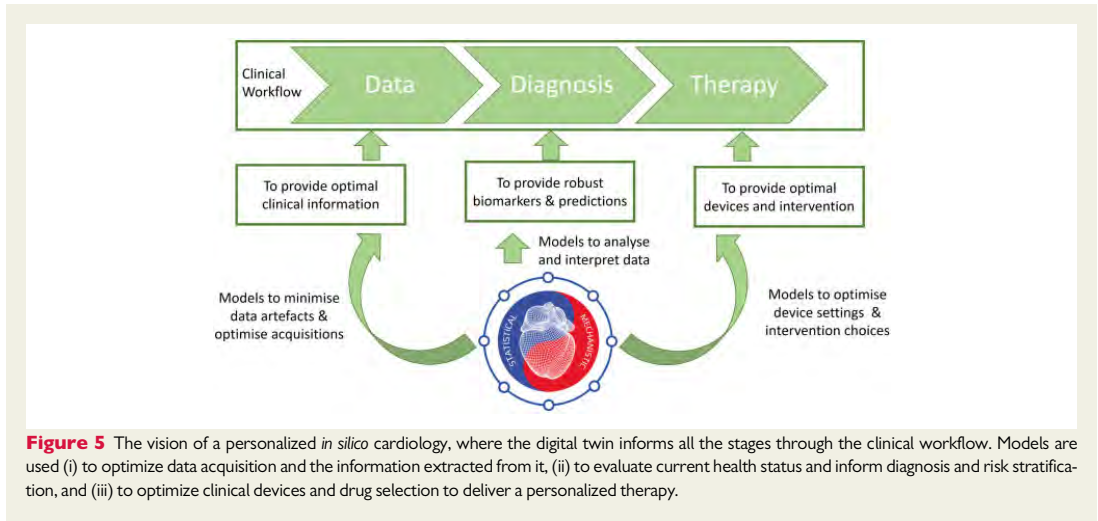 Clinical
Workflow
Data
Diagnosis
Therapy
To provide optimal
clinical information
To provide robust
biomarkers & predictions
To provide optimal
devices and intervention
Models to analyse
and interpret data
Models to minimise
data artefacts &
optimise acquisitions
Models to optimise
device settings &
intervention choices
STATISTICAL
MECHANISTIC
Figure 5 The vision of a personalized in silico cardiology, where the digital twin informs all the stages through the clinical workflow. Models are
used (i) to optimize data acquisition and the information extracted from it, (ii) to evaluate current health status and inform diagnosis and risk stratifica-
tion, and (iii) to optimize clinical devices and drug selection to deliver a personalized therapy.